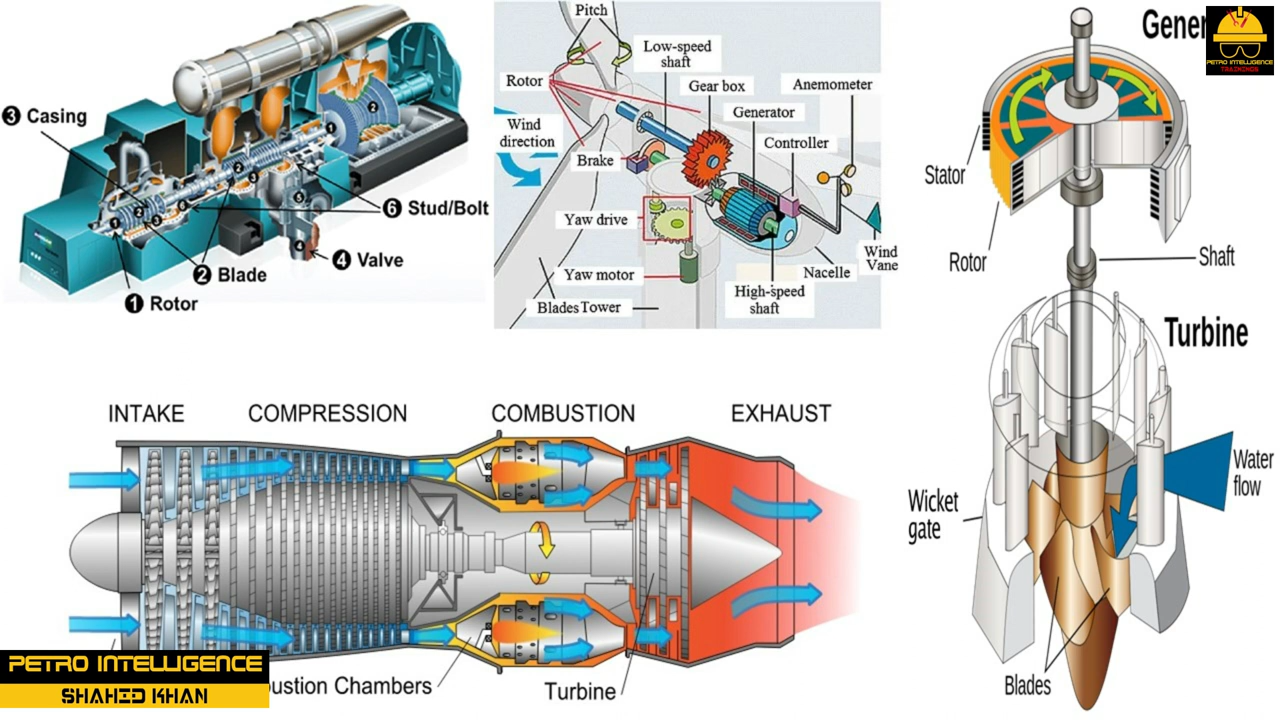 3 Casing
6 Stud/Bolt
4 Valve
2 Blade
1 Rotor
Pitch
Low-speed
shaft
Rotor
Gear box
Anemometer
Generator
Wind
direction
Controller
Brake
Yaw drive
Wind
Vane
Nacelle
Yaw motor
High-speed
shaft
Blades Tower
PETRO INTELLIGENCE
TRAININGS
Stator
Rotor
Shaft
Turbine
Water
flow
Wicket
gate
Blades
INTAKE COMPRESSION COMBUSTION EXHAUST
Chambers
Turbine
PETRO INTELLIGENCE
SHAHID KHAN